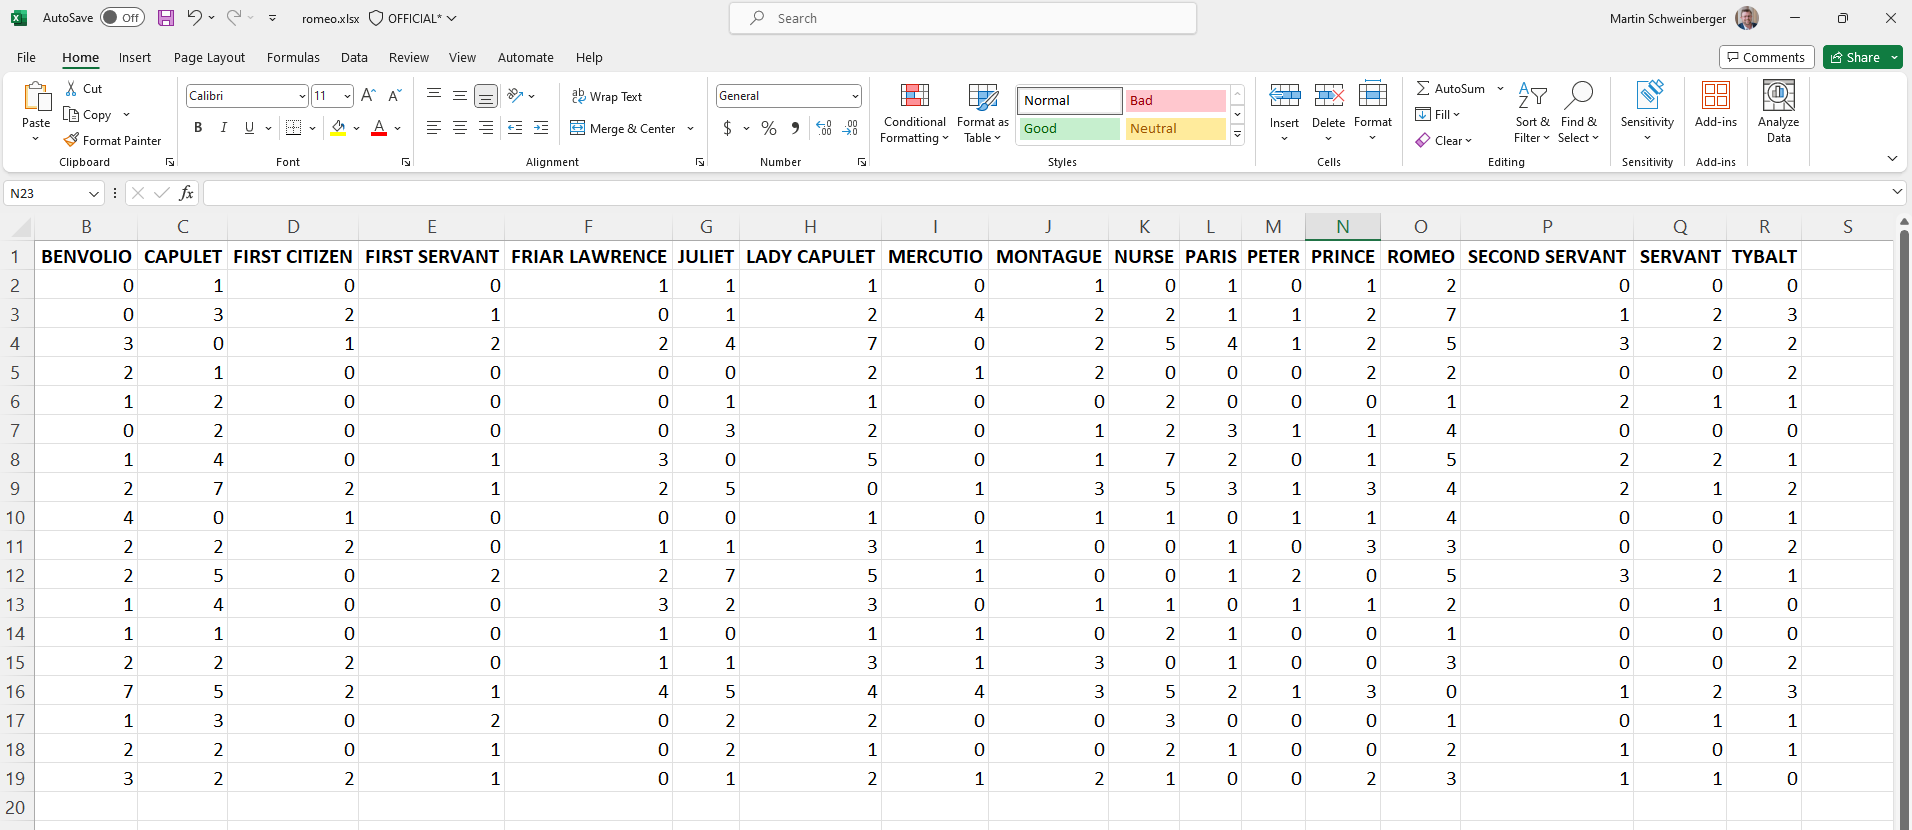 AutoSave Off romeo.xlsx OFFICIAL* Search Martin Schweinberger
File Home Insert Page Layout Formulas Data Review View Automate Help Comments Share
Paste Cut Copy Format Painter Clipboard
Calibri 11 B I U A A Font
Wrap Text Merge & Center Alignment
General $ % Number
Conditional Formatting Format as Table Normal Bad Good Neutral Styles
Insert Delete Format Cells
AutoSum Fill Clear Sort & Filter Find & Select Editing
Sensitivity Sensitivity
Add-ins Add-ins
Analyze Data
N23 fx
B C D E F G H I J K L M N O P Q R S
1 BENVOLIO CAPULET FIRST CITIZEN FIRST SERVANT FRIAR LAWRENCE JULIET LADY CAPULET MERCUTIO MONTAGUE NURSE PARIS PETER PRINCE ROMEO SECOND SERVANT SERVANT TYBALT
2 0 1 0 0 1 1 1 0 1 0 1 0 1 2 0 0 0
3 0 3 2 1 0 1 2 4 2 2 1 1 2 7 1 2 3
4 3 0 1 2 2 4 7 0 2 5 4 1 2 5 3 2 2
5 2 1 0 0 0 0 2 1 2 0 0 0 2 2 0 0 2
6 1 2 0 0 0 1 1 0 0 2 0 0 0 1 2 1 1
7 0 2 0 0 0 3 2 0 1 2 3 1 1 4 0 0 0
8 1 4 0 1 3 0 5 0 1 7 2 0 1 5 2 2 1
9 2 7 2 1 2 5 0 1 3 5 3 1 3 4 2 1 2
10 4 0 1 0 0 0 1 0 1 1 0 1 1 4 0 0 1
11 2 2 2 0 1 1 3 1 0 0 1 0 3 3 0 0 2
12 2 5 0 2 2 7 5 1 0 0 1 2 0 5 3 2 1
13 1 4 0 0 3 2 3 0 1 1 0 1 1 2 0 1 0
14 1 1 0 0 1 0 1 1 0 2 1 0 0 1 0 0 0
15 2 2 2 0 1 1 3 1 3 0 1 0 0 3 0 0 2
16 7 5 2 1 4 5 4 4 3 5 2 1 3 0 1 2 3
17 1 3 0 2 0 2 2 0 0 3 0 0 0 1 0 1 1
18 2 2 0 1 0 2 1 0 0 2 1 0 0 2 1 0 1
19 3 2 2 1 0 1 2 1 2 1 0 0 2 3 1 1 0
20